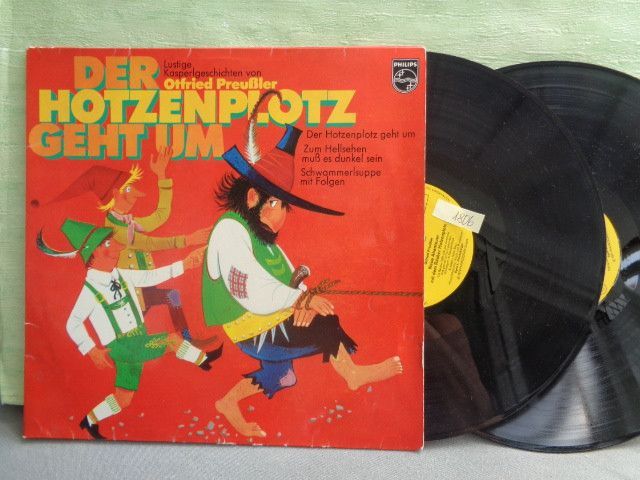 DER
HOTZENPLOTZ
GEHT UM
Lustige
Kasperlgeschichten von
Otfried Preußler
PHILIPS
Der Hotzenplotz geht um
Zum Hellsehen
muß es dunkel sein
Schwammerlsuppe
mit Folgen
1806